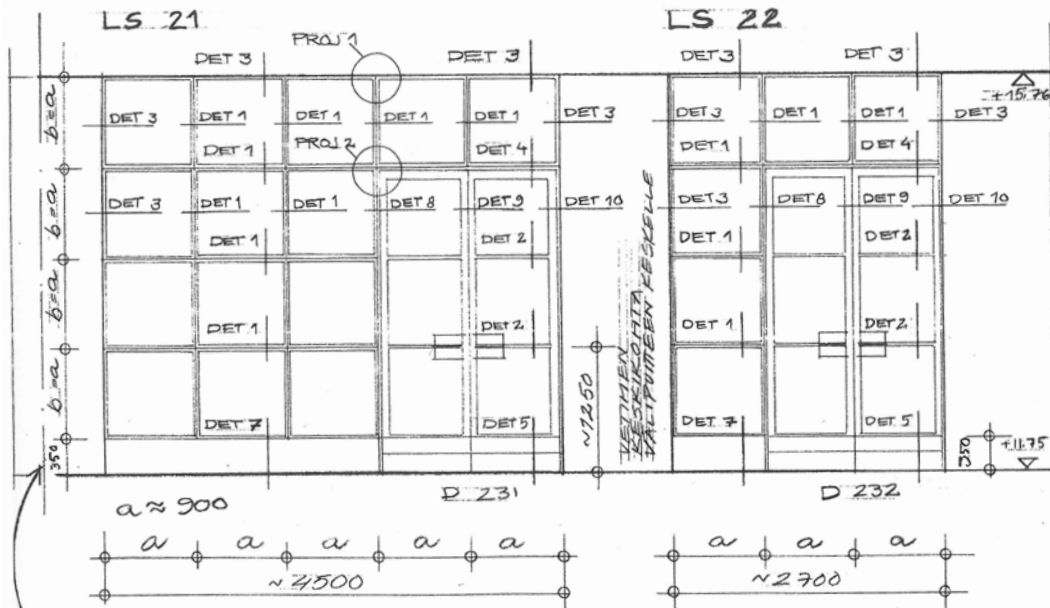 LS 21
LS 22
PROJ 1
DET 3
DET 3
DET 3
DET 3
+15.76
b=a
DET 3
DET 1
DET 1
DET 1
DET 1
DET 3
DET 3
DET 1
DET 1
DET 3
DET 1
PROJ 2
DET 4
DET 1
DET 4
b=a
DET 3
DET 1
DET 1
DET 8
DET 9
DET 10
DET 3
DET 8
DET 9
DET 10
DET 1
DET 2
DET 1
DET 2
b=a
DET 1
DET 2
DET 1
DET 2
VETIMEN
KESKIKOHTA
VÄLIPUITTEEN KESKELLE
~1250
b=a
DET 7
DET 5
DET 7
DET 5
350
350
+11.75
a ≈ 900
D 231
D 232
a a a a a
a a a
~4500
~2700